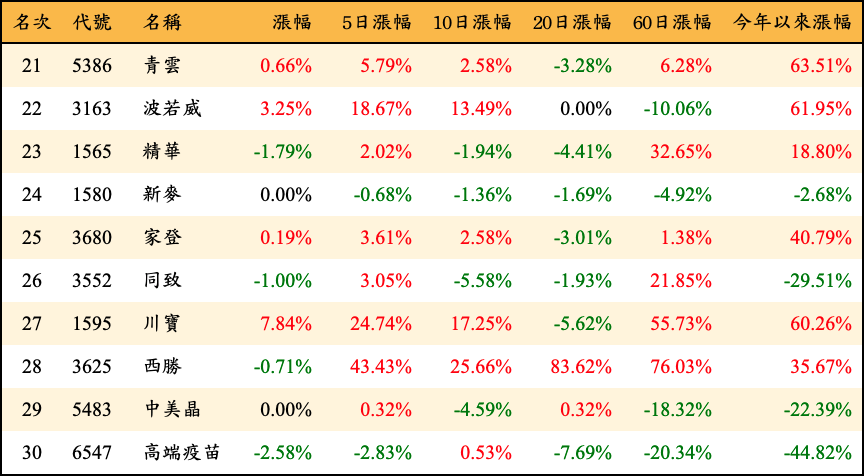 名次 代號 名稱 漲幅 5日漲幅 10日漲幅 20日漲幅 60日漲幅 今年以來漲幅
21 5386 青雲 0.66% 5.79% 2.58% -3.28% 6.28% 63.51%
22 3163 波若威 3.25% 18.67% 13.49% 0.00% -10.06% 61.95%
23 1565 精華 -1.79% 2.02% -1.94% -4.41% 32.65% 18.80%
24 1580 新麥 0.00% -0.68% -1.36% -1.69% -4.92% -2.68%
25 3680 家登 0.19% 3.61% 2.58% -3.01% 1.38% 40.79%
26 3552 同致 -1.00% 3.05% -5.58% -1.93% 21.85% -29.51%
27 1595 川寶 7.84% 24.74% 17.25% -5.62% 55.73% 60.26%
28 3625 西勝 -0.71% 43.43% 25.66% 83.62% 76.03% 35.67%
29 5483 中美晶 0.00% 0.32% -4.59% 0.32% -18.32% -22.39%
30 6547 高端疫苗 -2.58% -2.83% 0.53% -7.69% -20.34% -44.82%